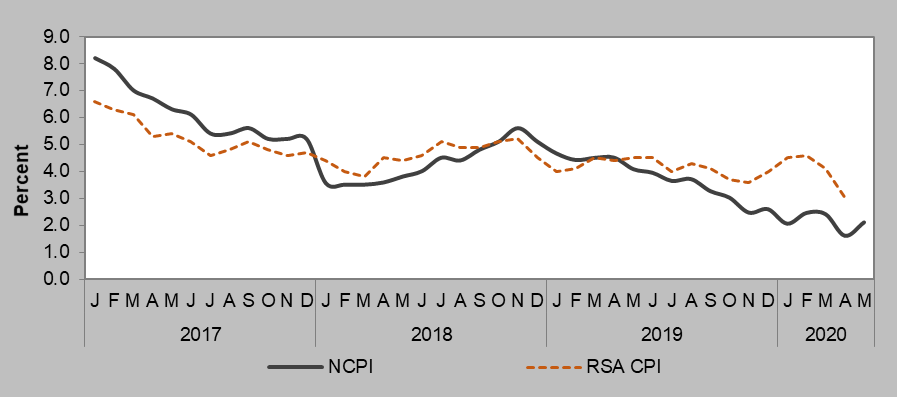 Percent
9.0
8.0
7.0
6.0
5.0
4.0
3.0
2.0
1.0
0.0
J F M A M J J A S O N D J F M A M J J A S O N D J F M A M J J A S O N D J F M A M
2017 2018 2019 2020
NCPI RSA CPI